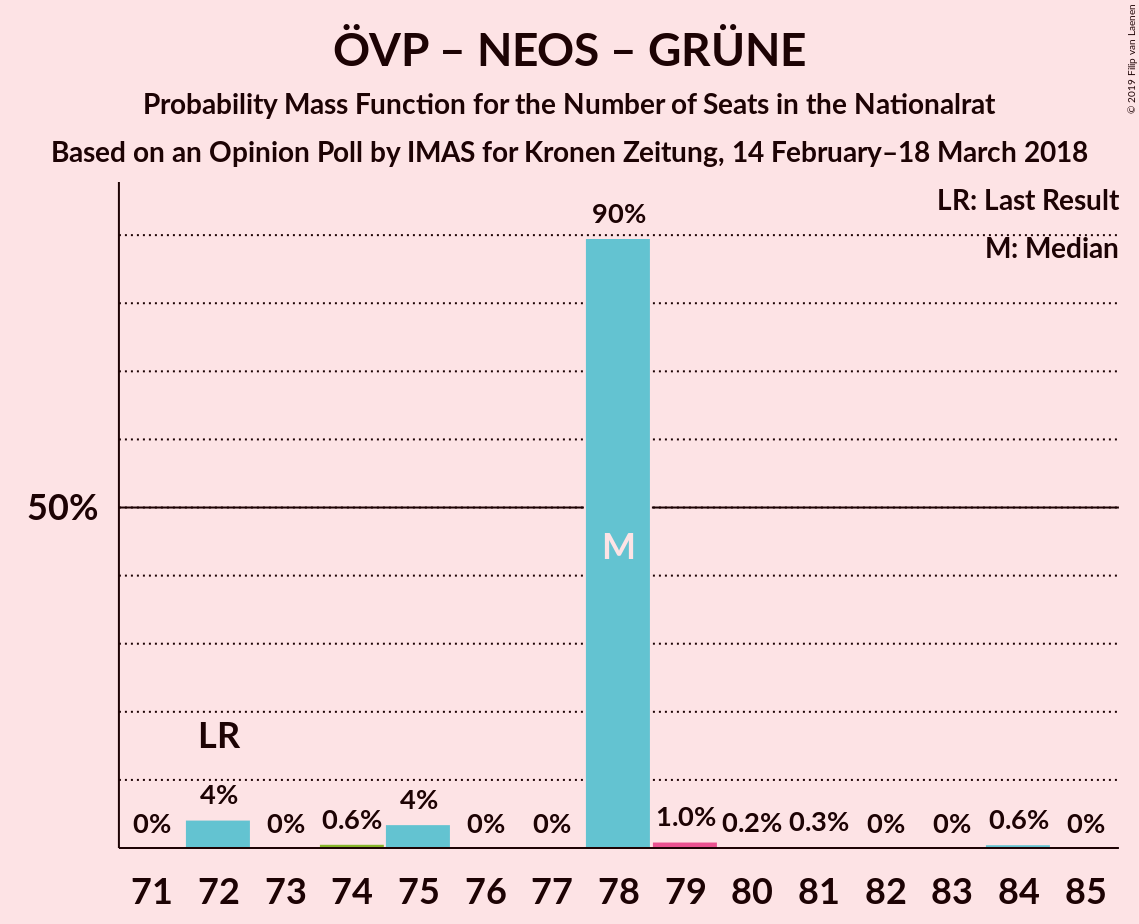 ÖVP – NEOS – GRÜNE
Probability Mass Function for the Number of Seats in the Nationalrat
Based on an Opinion Poll by IMAS for Kronen Zeitung, 14 February–18 March 2018
© 2019 Filip van Laenen
LR: Last Result
M: Median
90%
50%
M
LR
0% 4% 0% 0.6% 4% 0% 0% 1.0% 0.2% 0.3% 0% 0% 0.6% 0%
71 72 73 74 75 76 77 78 79 80 81 82 83 84 85